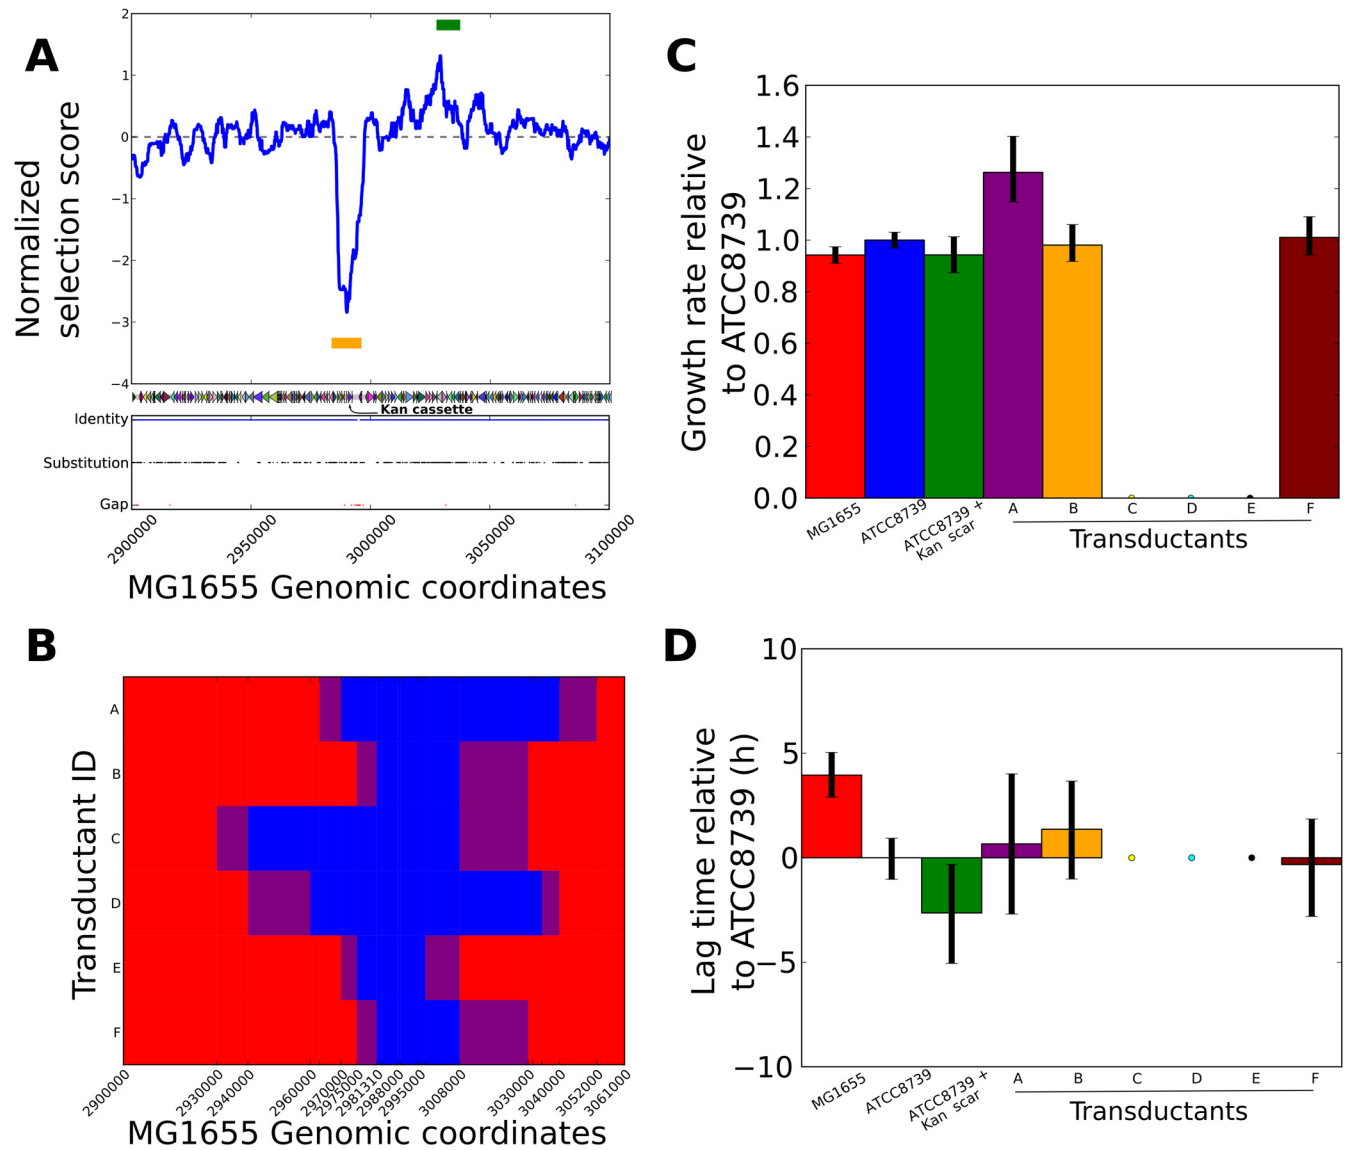 A
Normalized
selection score
2
1
0
−1
−2
−3
−4
Kan cassette
Identity
Substitution
Gap
2900000
2950000
3000000
3050000
3100000
MG1655 Genomic coordinates
B
Transductant ID
A
B
C
D
E
F
2900000
2930000
2940000
2960000
2970000
2975000
2981310
2988000
2995000
3008000
3030000
3040000
3052000
3061000
MG1655 Genomic coordinates
C
Growth rate relative
to ATCC8739
1.6
1.4
1.2
1.0
0.8
0.6
0.4
0.2
0.0
MG1655
ATCC8739
ATCC8739 +
Kan scar
A
B
C
D
E
F
Transductants
D
Lag time relative
to ATCC8739 (h)
10
5
0
−5
−10
MG1655
ATCC8739
ATCC8739 +
Kan scar
A
B
C
D
E
F
Transductants